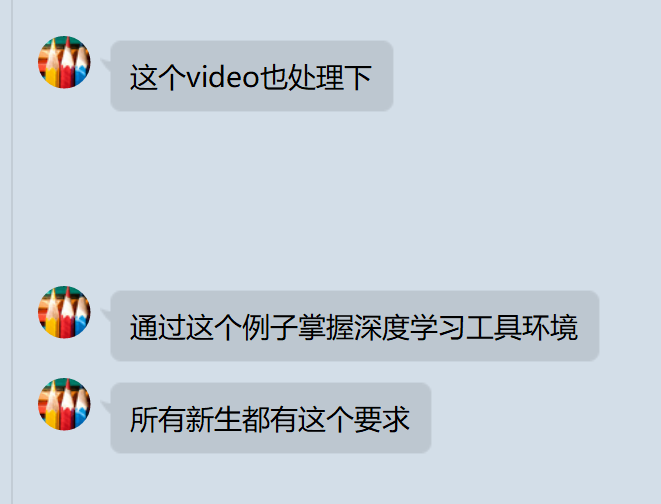 这个video也处理下
通过这个例子掌握深度学习工具环境
所有新生都有这个要求